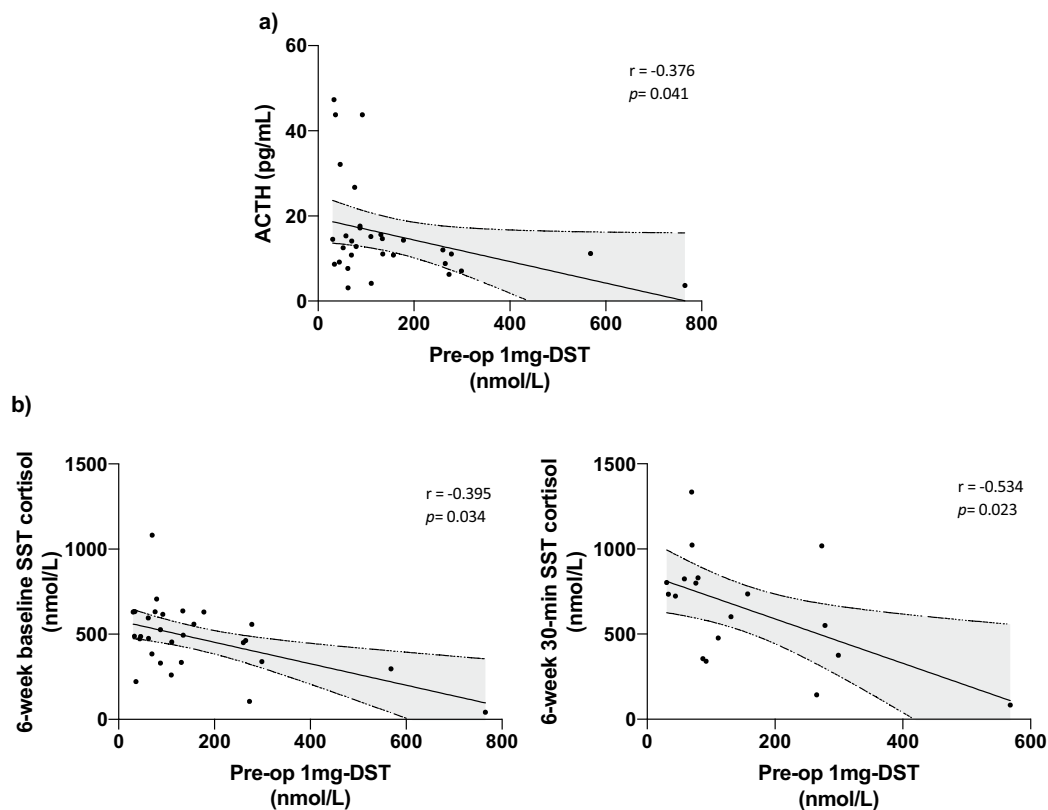 a)
60
40
20
0
ACTH (pg/mL)
r = -0.376
p= 0.041
0 200 400 600 800
Pre-op 1mg-DST
(nmol/L)
b)
1500
1000
500
0
6-week baseline SST cortisol
(nmol/L)
r = -0.395
p= 0.034
0 200 400 600 800
Pre-op 1mg-DST
(nmol/L)
1500
1000
500
0
6-week 30-min SST cortisol
(nmol/L)
r = -0.534
p= 0.023
0 200 400 600
Pre-op 1mg-DST
(nmol/L)